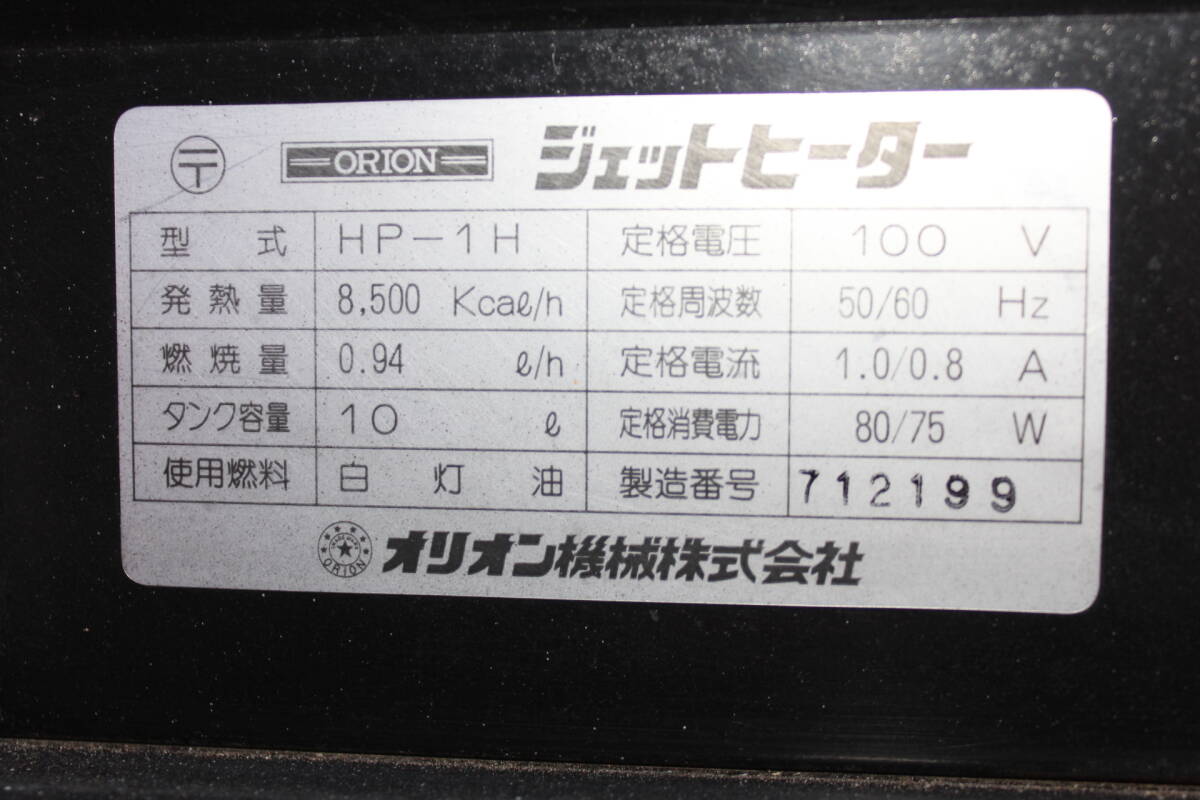 〒 ORION ジェットヒーター
型式 HP-1H 定格電圧 100 V
発熱量 8,500 Kcaℓ/h 定格周波数 50/60 Hz
燃焼量 0.94 ℓ/h 定格電流 1.0/0.8 A
タンク容量 10 ℓ 定格消費電力 80/75 W
使用燃料 白灯油 製造番号 712199
ORION オリオン機械株式会社